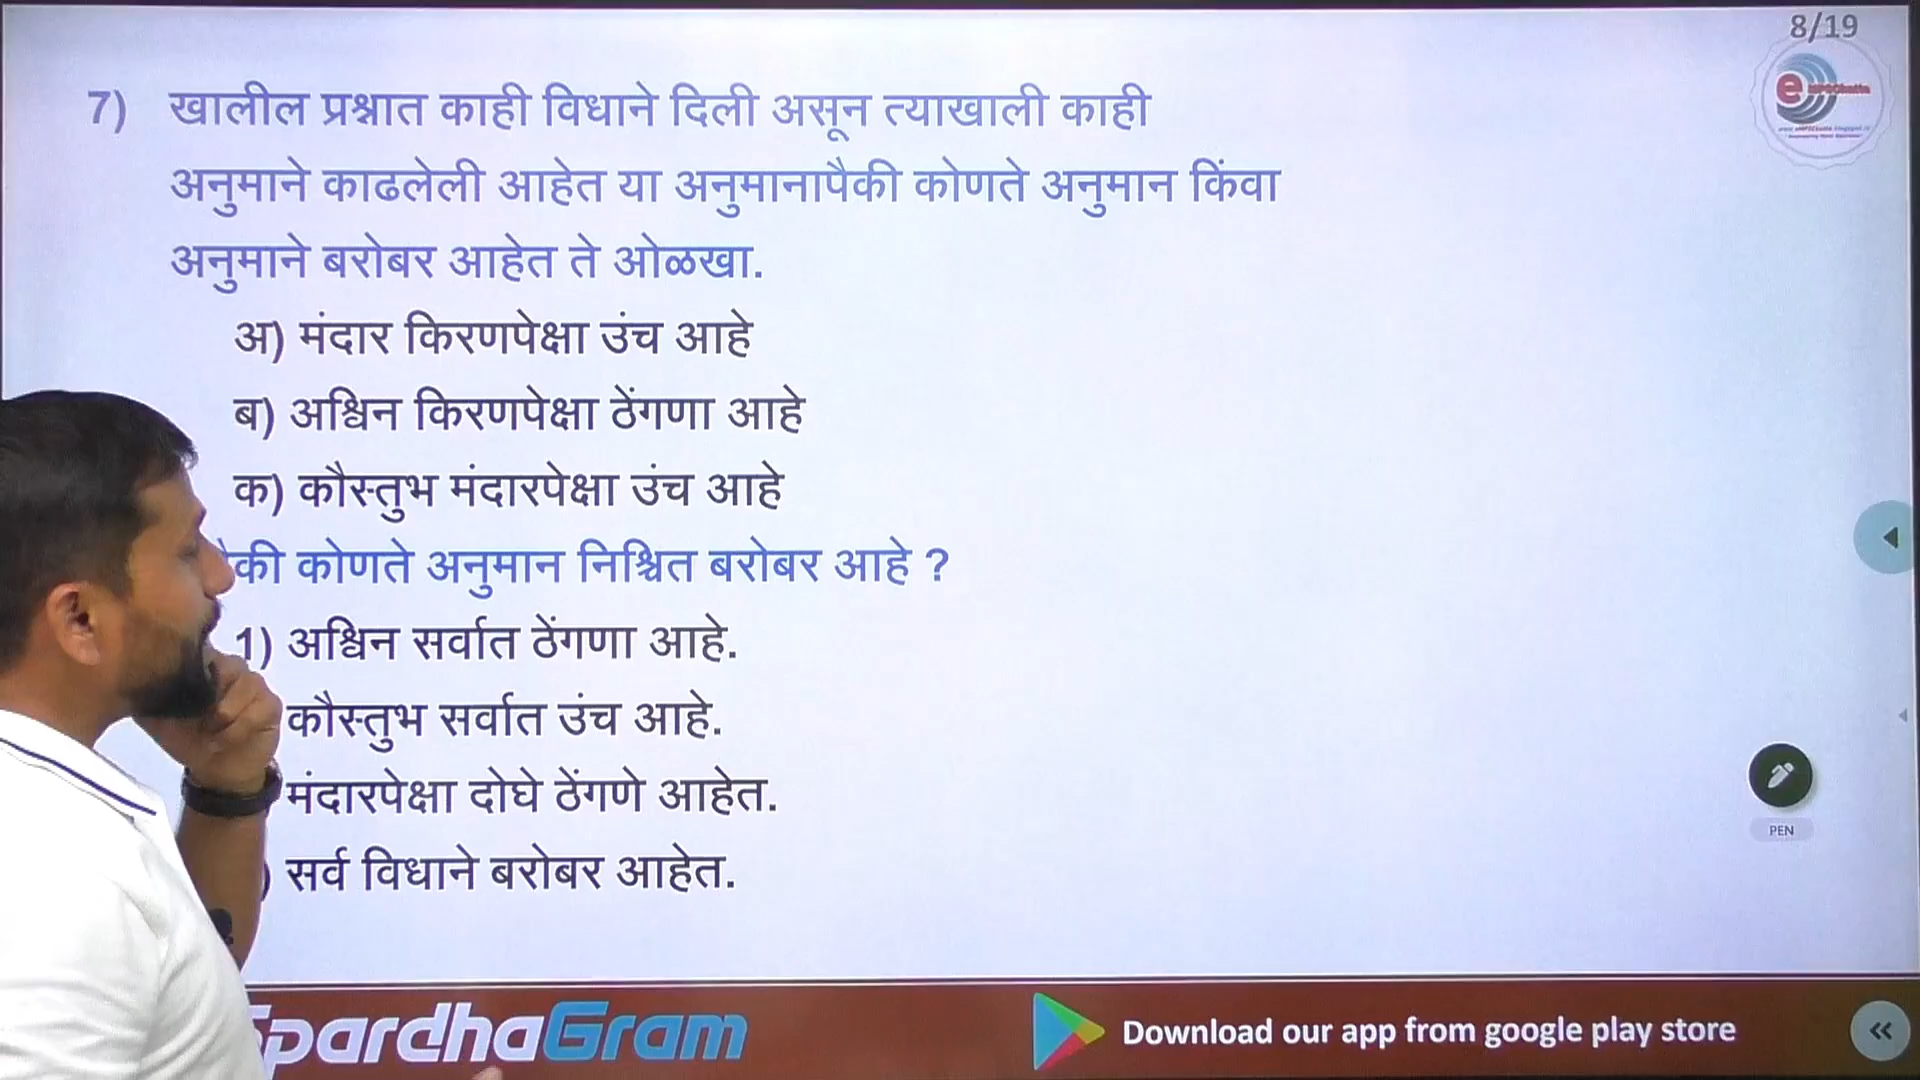 8/19
7) खालील प्रश्नात काही विधाने दिली असून त्याखाली काही
अनुमाने काढलेली आहेत या अनुमानापैकी कोणते अनुमान किंवा
अनुमाने बरोबर आहेत ते ओळखा.
अ) मंदार किरणपेक्षा उंच आहे
ब) अश्विन किरणपेक्षा ठेंगणा आहे
क) कौस्तुभ मंदारपेक्षा उंच आहे
कोणते अनुमान निश्चित बरोबर आहे ?
1) अश्विन सर्वात ठेंगणा आहे.
कौस्तुभ सर्वात उंच आहे.
मंदारपेक्षा दोघे ठेंगणे आहेत.
) सर्व विधाने बरोबर आहेत.
PEN
SpardhaGram
Download our app from google play store